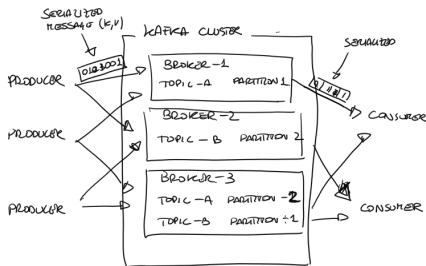 SERIALIZED
MESSAGE (K,V)
0101001
KAFKA CLUSTER
SERIALIZED
PRODUCER
PRODUCER
PRODUCER
BROKER-1
TOPIC-A PARTITION 1
BROKER-2
TOPIC-B PARTITION 2
BROKER-3
TOPIC-A PARTITION-2
TOPIC-B PARTITION-1
CONSUMER
CONSUMER